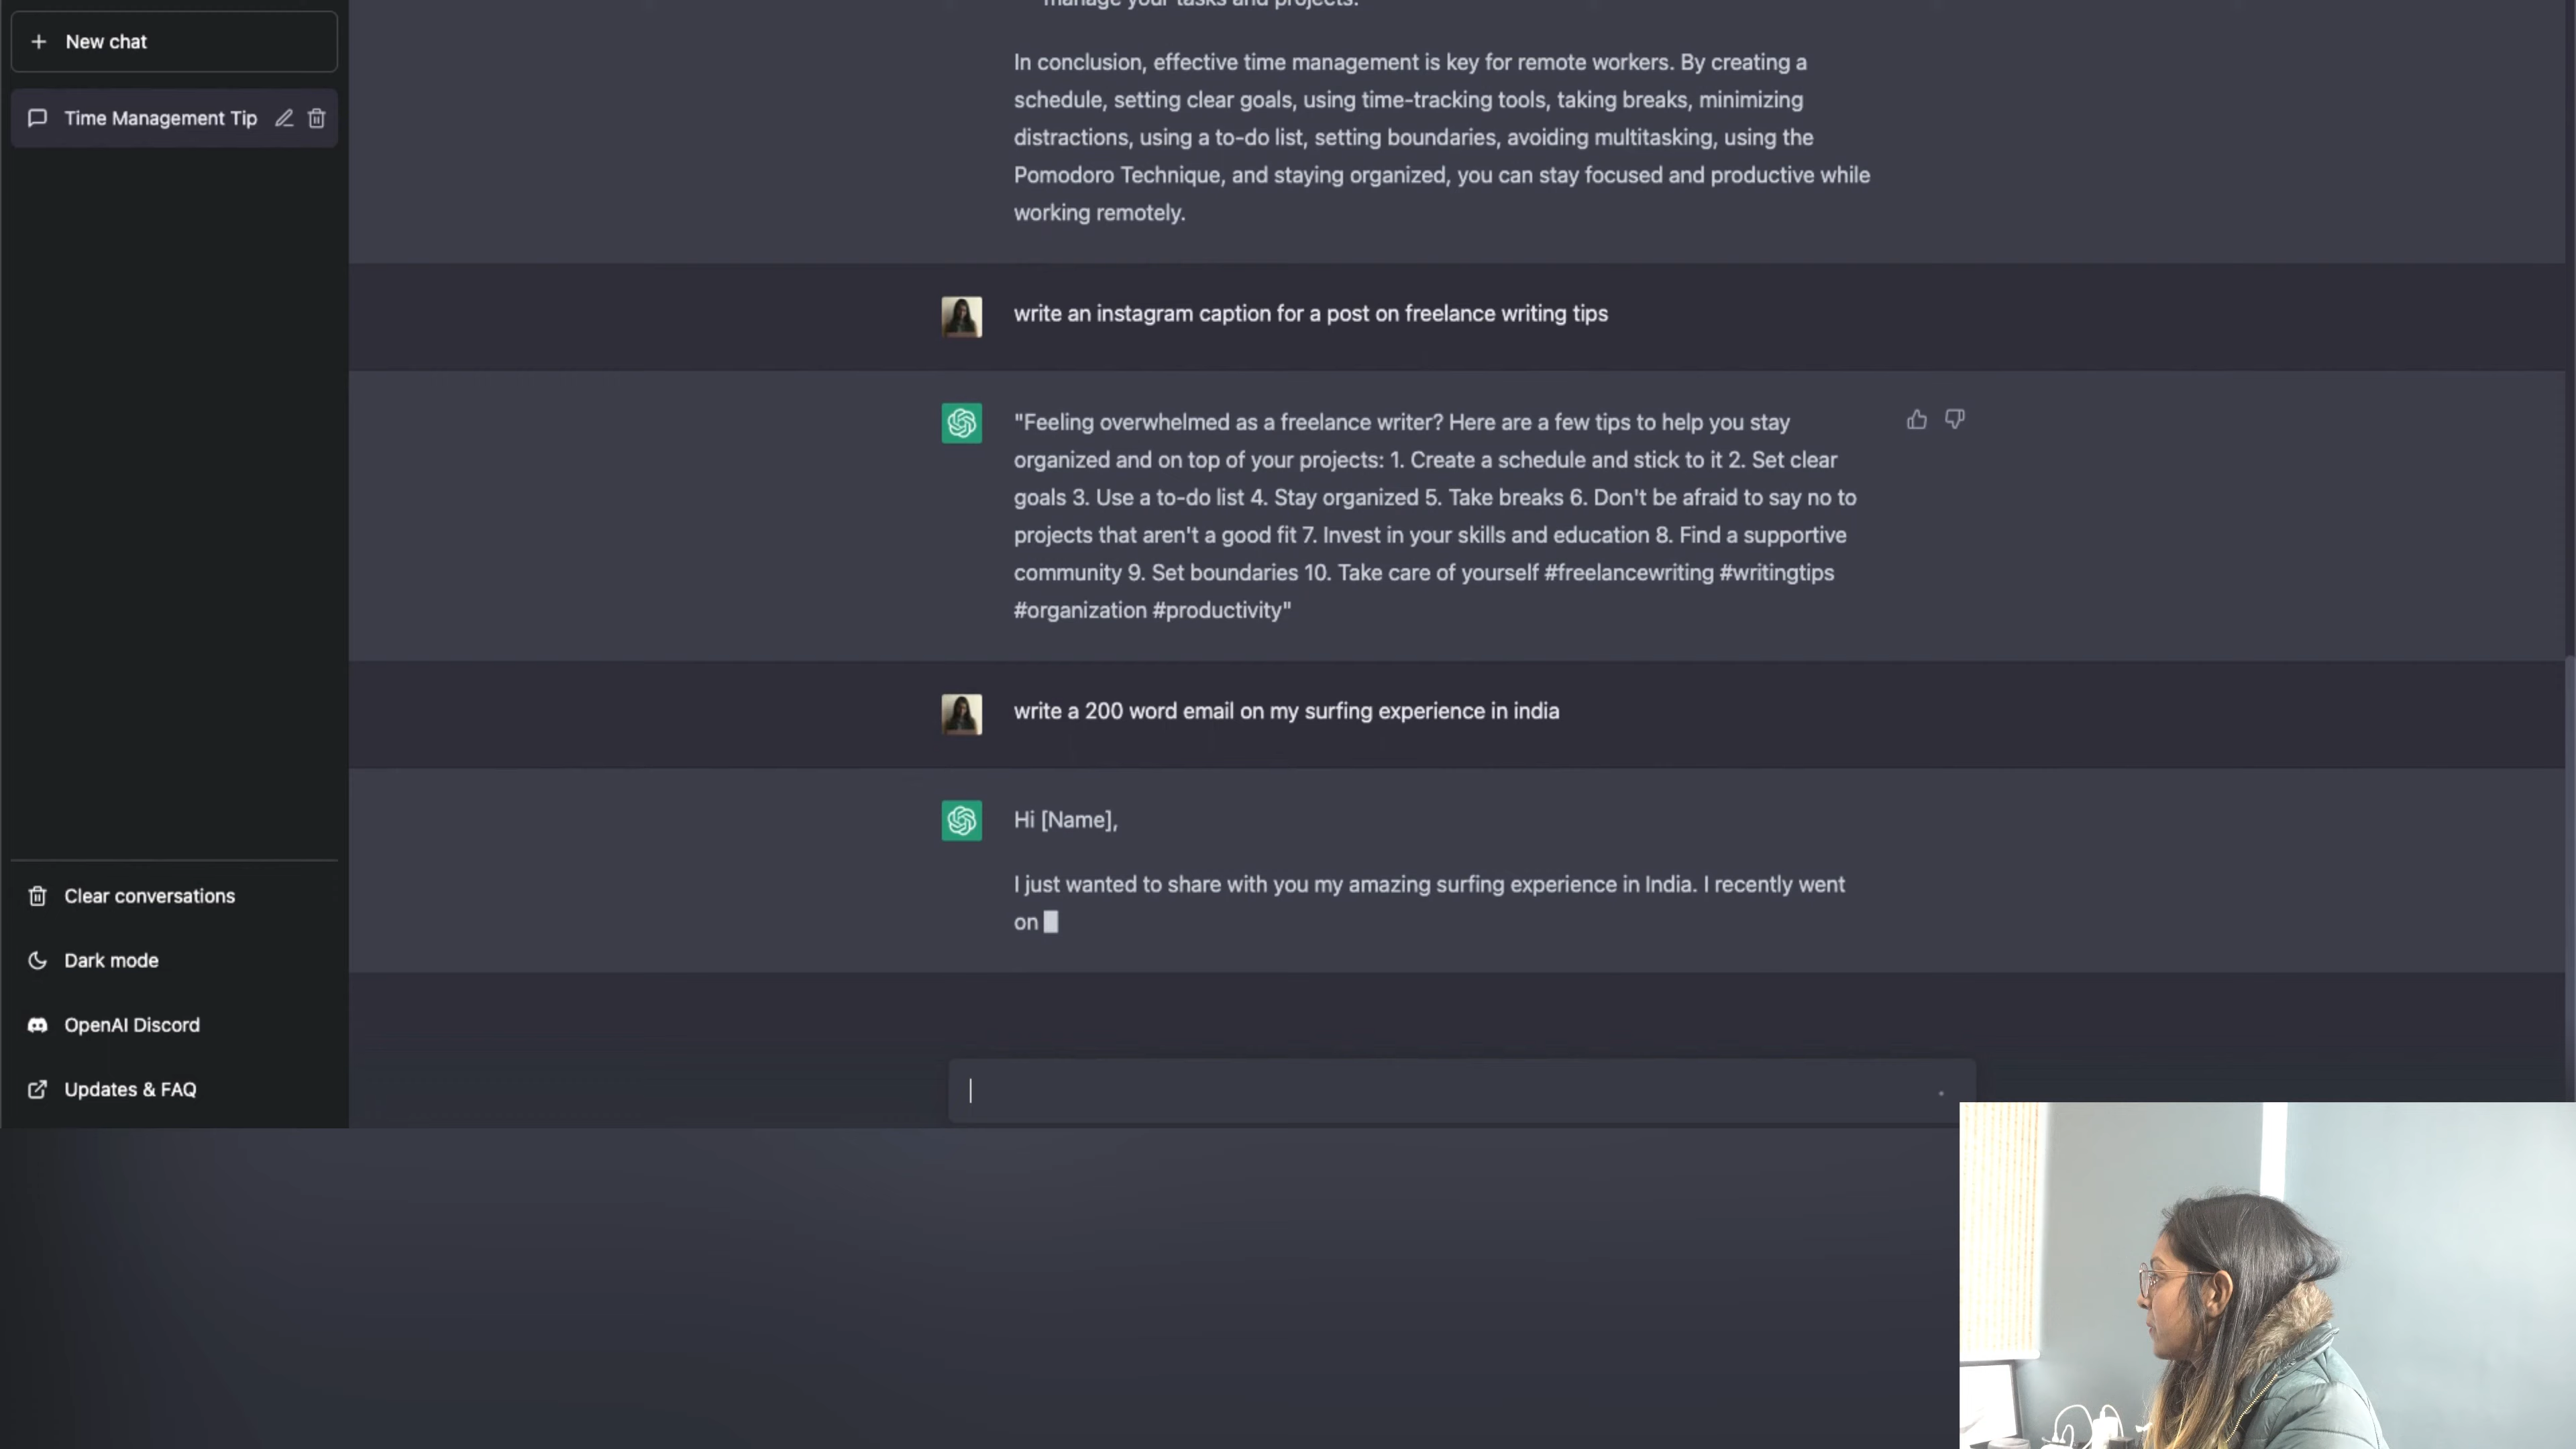 New chat
Time Management Tip
manage your tasks and projects.
In conclusion, effective time management is key for remote workers. By creating a
schedule, setting clear goals, using time-tracking tools, taking breaks, minimizing
distractions, using a to-do list, setting boundaries, avoiding multitasking, using the
Pomodoro Technique, and staying organized, you can stay focused and productive while
working remotely.
write an instagram caption for a post on freelance writing tips
"Feeling overwhelmed as a freelance writer? Here are a few tips to help you stay
organized and on top of your projects: 1. Create a schedule and stick to it 2. Set clear
goals 3. Use a to-do list 4. Stay organized 5. Take breaks 6. Don't be afraid to say no to
projects that aren't a good fit 7. Invest in your skills and education 8. Find a supportive
community 9. Set boundaries 10. Take care of yourself #freelancewriting #writingtips
#organization #productivity"
write a 200 word email on my surfing experience in india
Hi [Name],
I just wanted to share with you my amazing surfing experience in India. I recently went
on
Clear conversations
Dark mode
OpenAI Discord
Updates & FAQ